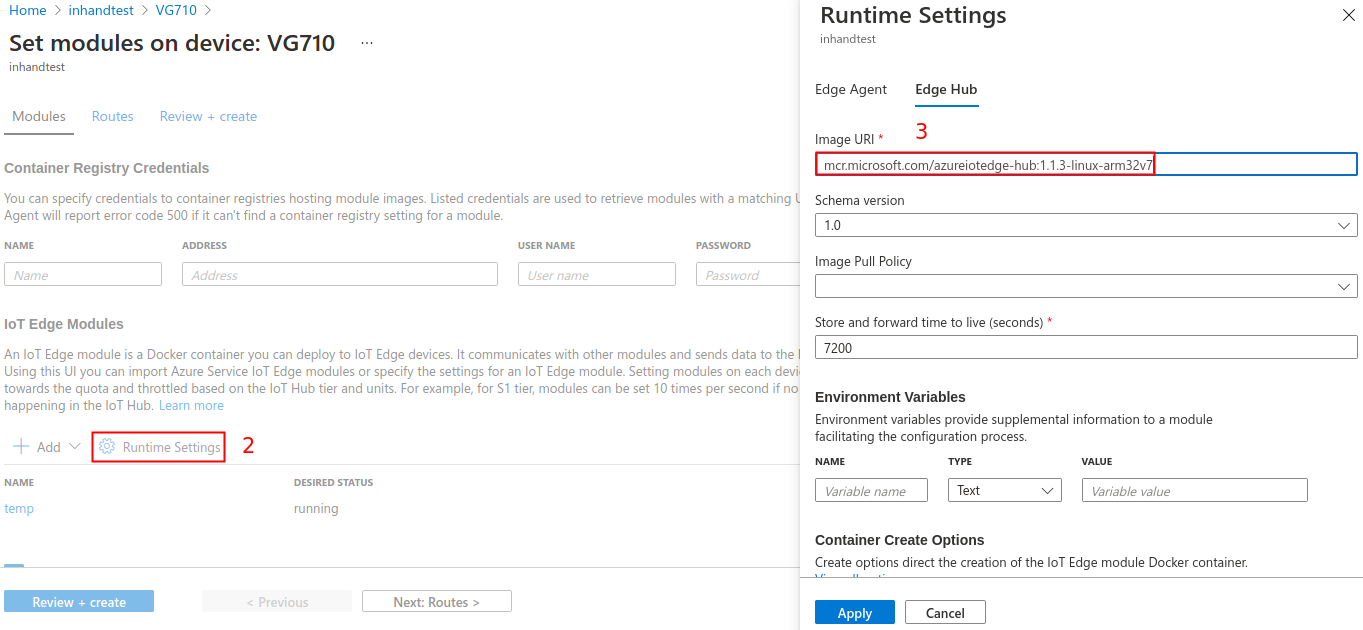 Home > inhandtest > VG710 >
Set modules on device: VG710 ...
inhandtest
Modules Routes Review + create
Container Registry Credentials
You can specify credentials to container registries hosting module images. Listed credentials are used to retrieve modules with a matching U
Agent will report error code 500 if it can't find a container registry setting for a module.
NAME ADDRESS USER NAME PASSWORD
Name Address User name Password
IoT Edge Modules
An IoT Edge module is a Docker container you can deploy to IoT Edge devices. It communicates with other modules and sends data to the I
Using this UI you can import Azure Service IoT Edge modules or specify the settings for an IoT Edge module. Setting modules on each devic
towards the quota and throttled based on the IoT Hub tier and units. For example, for S1 tier, modules can be set 10 times per second if no
happening in the IoT Hub. Learn more
Add Runtime Settings 2
NAME DESIRED STATUS
temp running
Review + create < Previous Next: Routes >
Runtime Settings
inhandtest
Edge Agent Edge Hub
3
Image URI *
mcr.microsoft.com/azureiotedge-hub:1.1.3-linux-arm32v7
Schema version
1.0
Image Pull Policy
Store and forward time to live (seconds) *
7200
Environment Variables
Environment variables provide supplemental information to a module
facilitating the configuration process.
NAME TYPE VALUE
Variable name Text Variable value
Container Create Options
Create options direct the creation of the IoT Edge module Docker container.
Apply Cancel